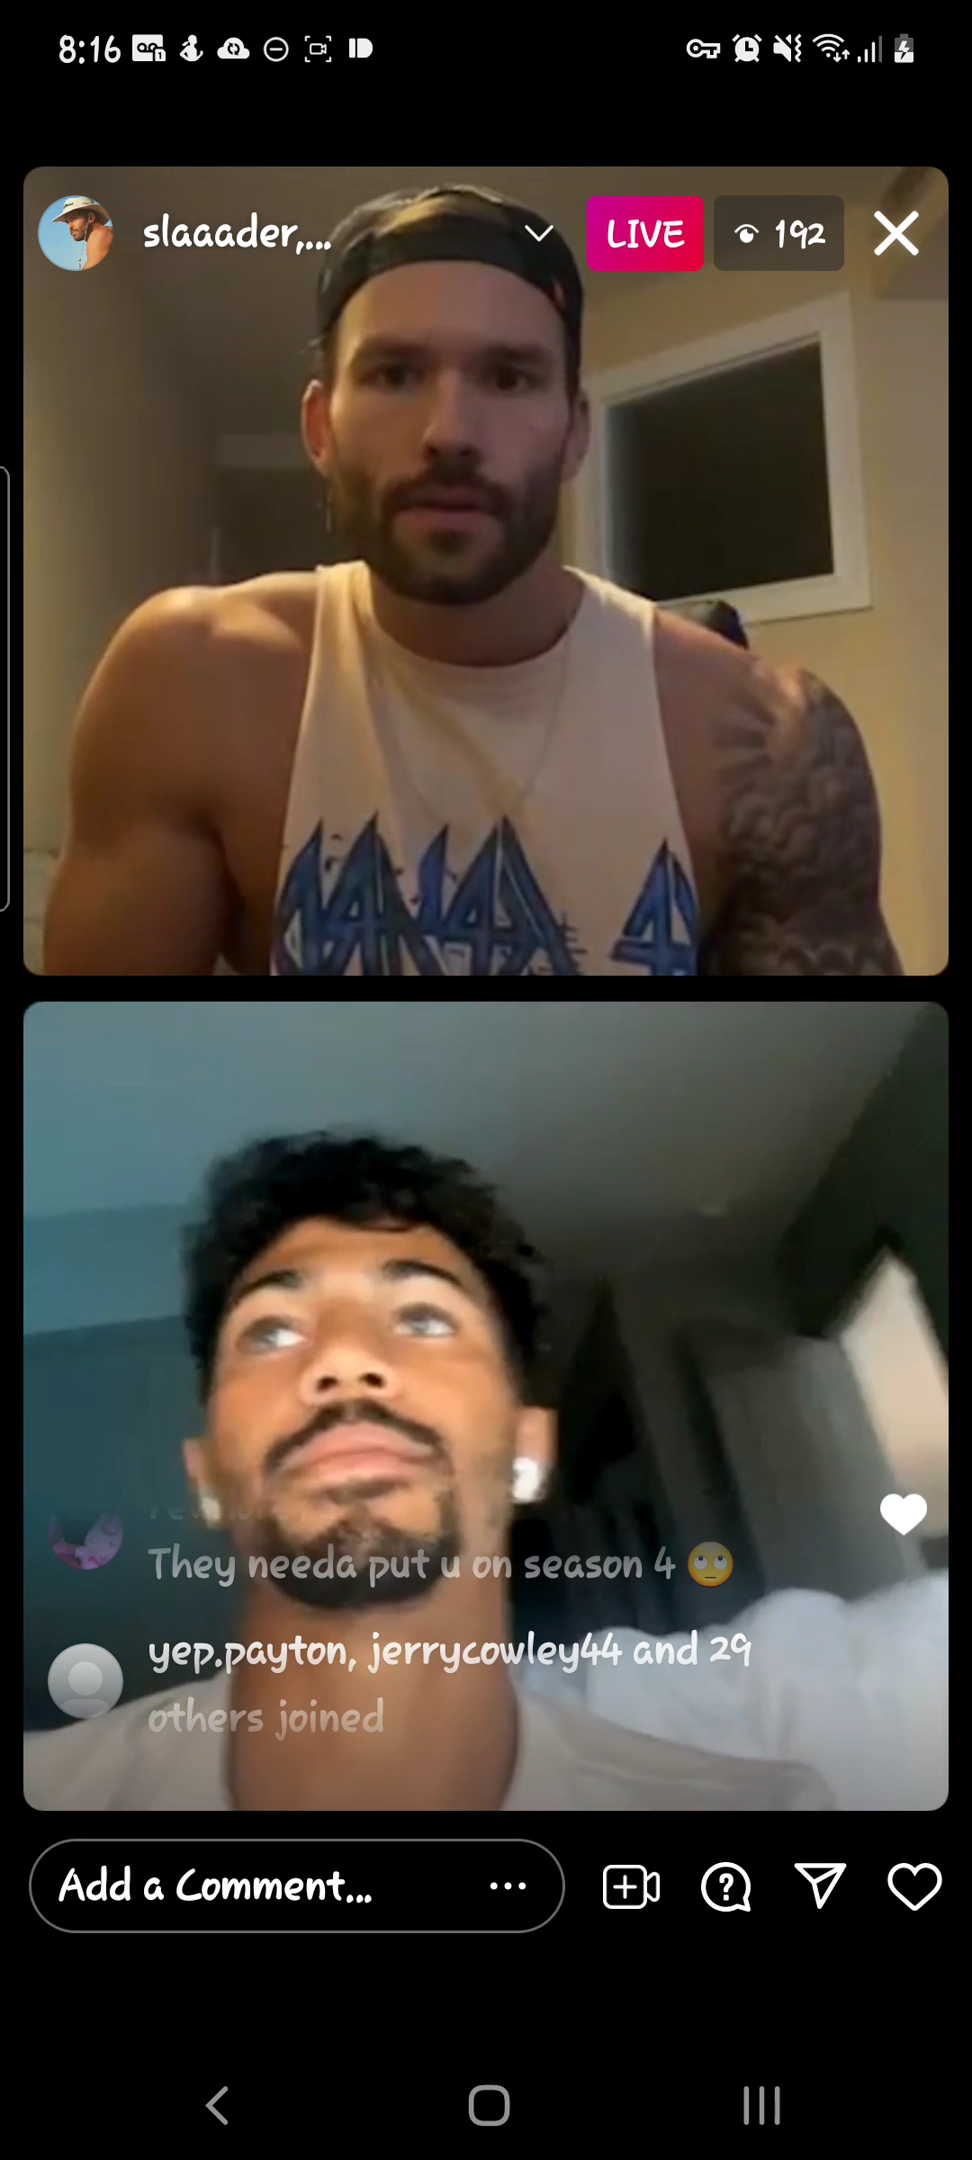 8:16
slaaader,...
LIVE
192
They needa put u on season 4 🙄
yep.payton, jerrycowley44 and 29
others joined
Add a Comment...